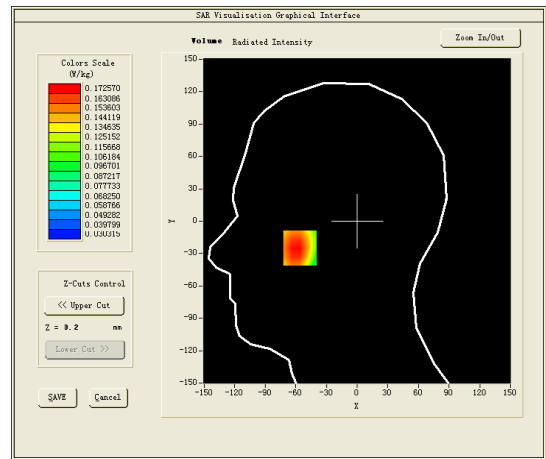 SAR Visualisation Graphical Interface
Volume Radiated Intensity
Zoom In/Out
Colors Scale
(W/kg)
0.172570
0.163086
0.153603
0.144119
0.134635
0.125152
0.115668
0.106184
0.096701
0.087217
0.077733
0.068250
0.058766
0.049282
0.039799
0.030315
Z-Cuts Control
<< Upper Cut
Z = 0.2 mm
Lower Cut >>
SAVE
Cancel
150
120
90
60
30
0
-30
-60
-90
-120
-150
Y
-150 -120 -90 -60 -30 0 30 60 90 120 150
X